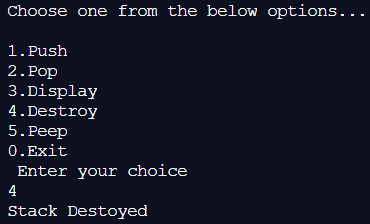 Choose one from the below options...
1.Push
2.Pop
3.Display
4.Destroy
5.Peep
0.Exit
Enter your choice
4
Stack Destoyed